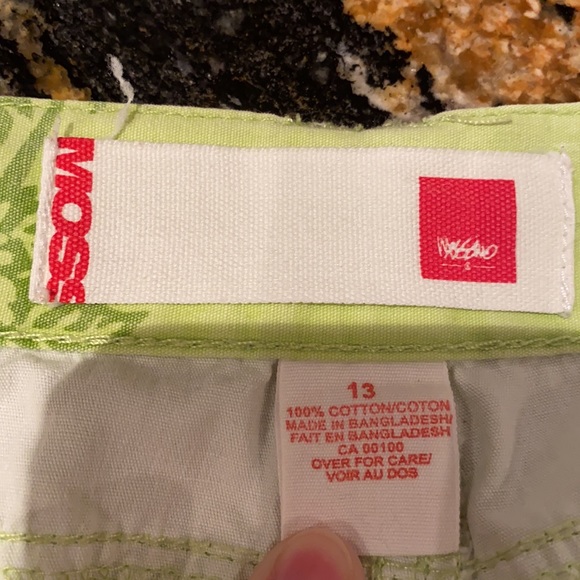 MOSS
MOSSIMO
13
100% COTTON/COTON
MADE IN BANGLADESH/
FAIT EN BANGLADESH
CA 00100
OVER FOR CARE/
VOIR AU DOS